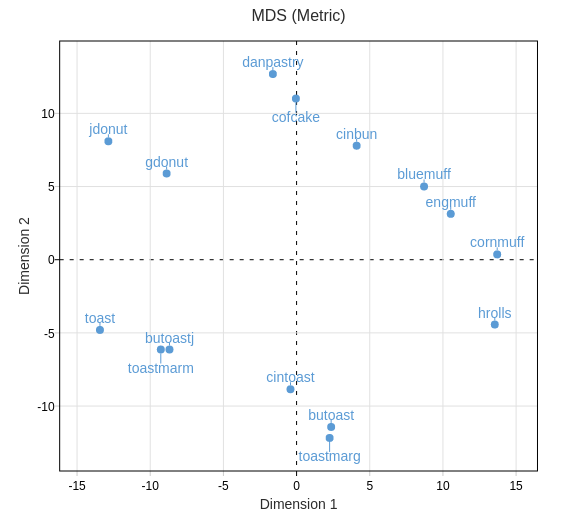 MDS (Metric)
danpastry
cofcake
jdonut
cinbun
gdonut
bluemuff
engmuff
cornmuff
hrolls
toast
butoastj
toastmarm
cintoast
butoast
toastmarg
10
5
0
-5
-10
Dimension 2
-15
-10
-5
0
5
10
15
Dimension 1